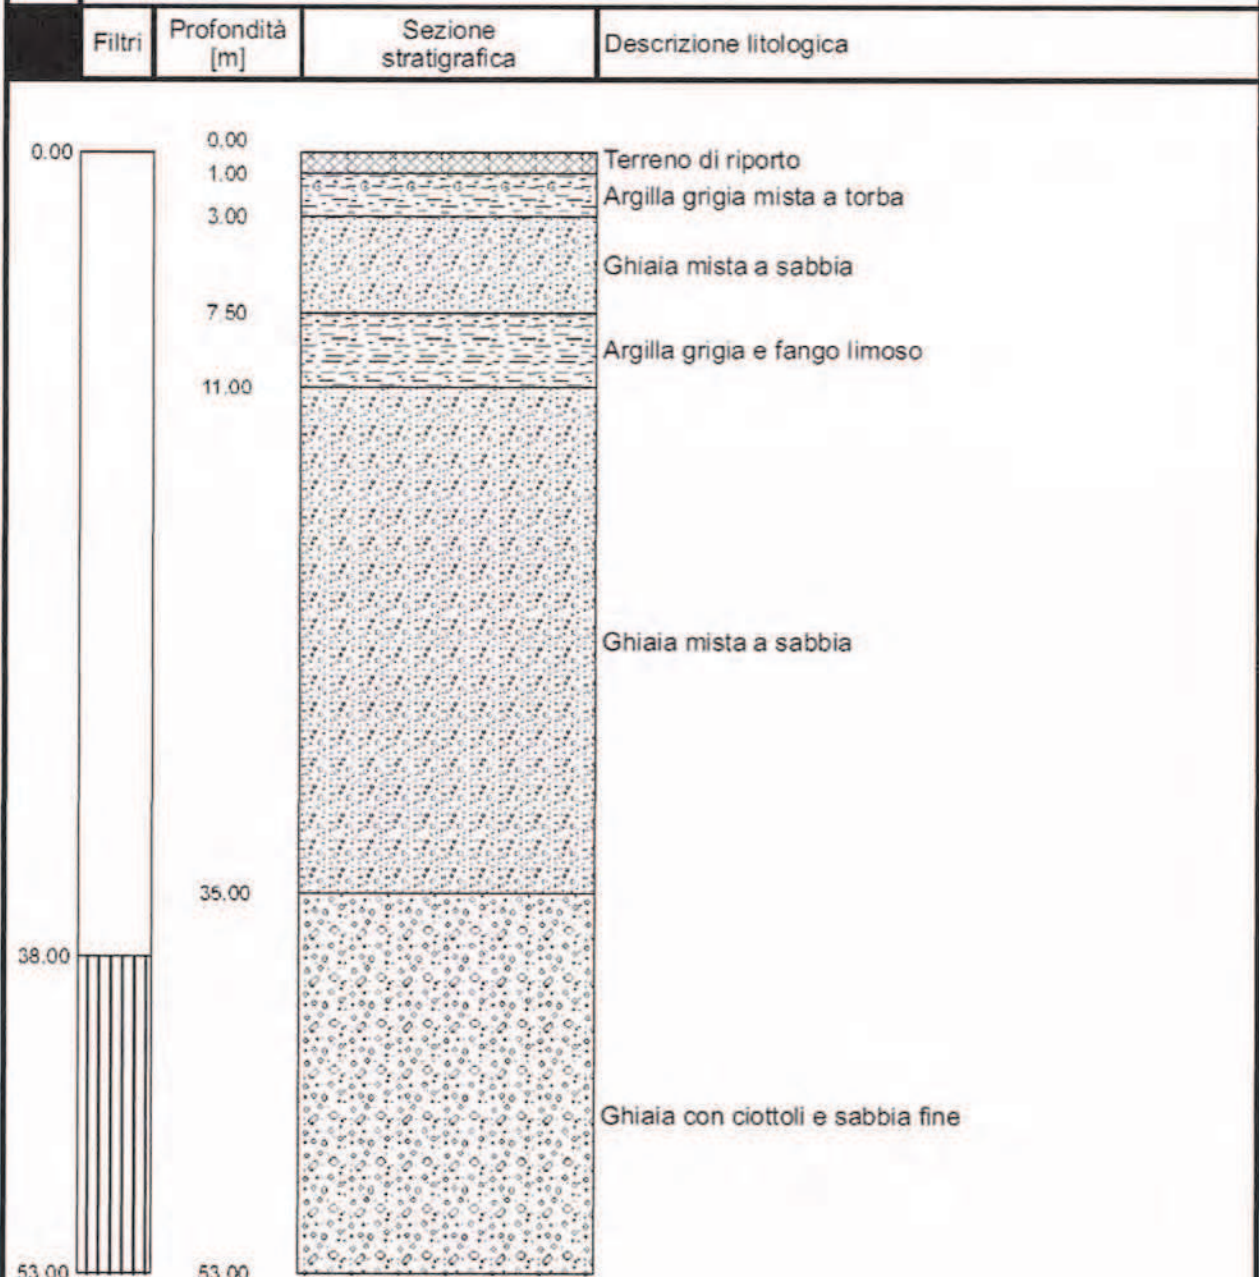 Filtri
Profondità
[m]
Sezione
stratigrafica
Descrizione litologica
0.00
0.00
Terreno di riporto
1.00
Argilla grigia mista a torba
3.00
Ghiaia mista a sabbia
7.50
Argilla grigia e fango limoso
11.00
Ghiaia mista a sabbia
35.00
38.00
Ghiaia con ciottoli e sabbia fine
53.00
53.00